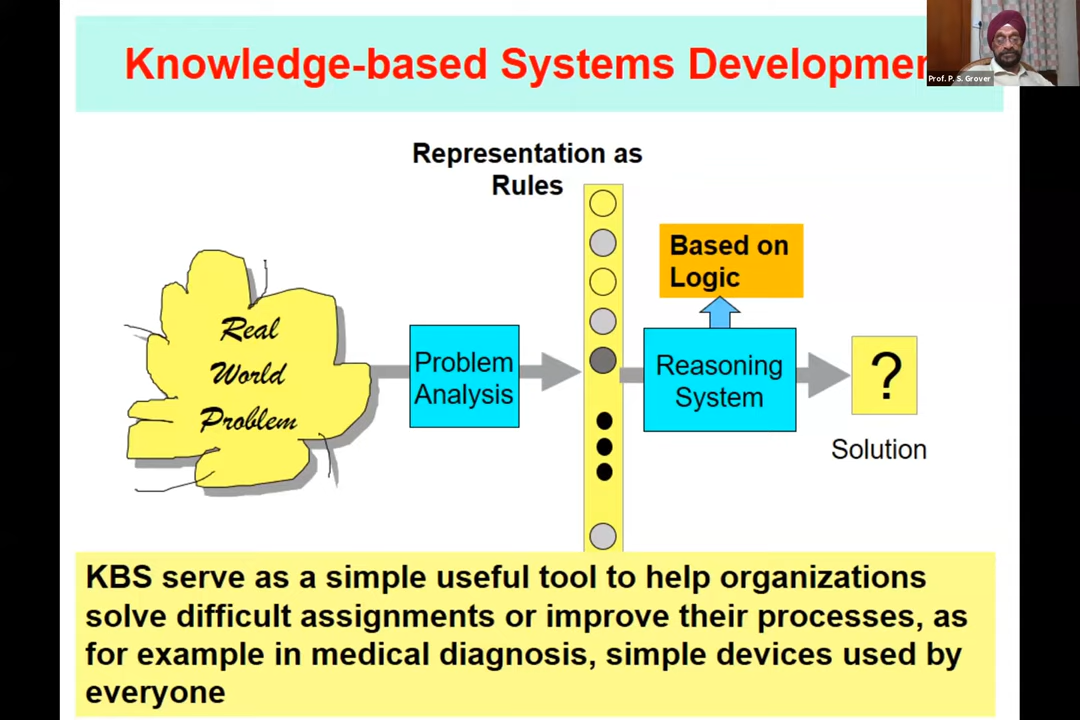 Knowledge-based Systems Developmen
Prof. P. S. Grover
Representation as
Rules
Based on
Logic
Real
World
Problem
Problem
Analysis
Reasoning
System
?
Solution
KBS serve as a simple useful tool to help organizations
solve difficult assignments or improve their processes, as
for example in medical diagnosis, simple devices used by
everyone